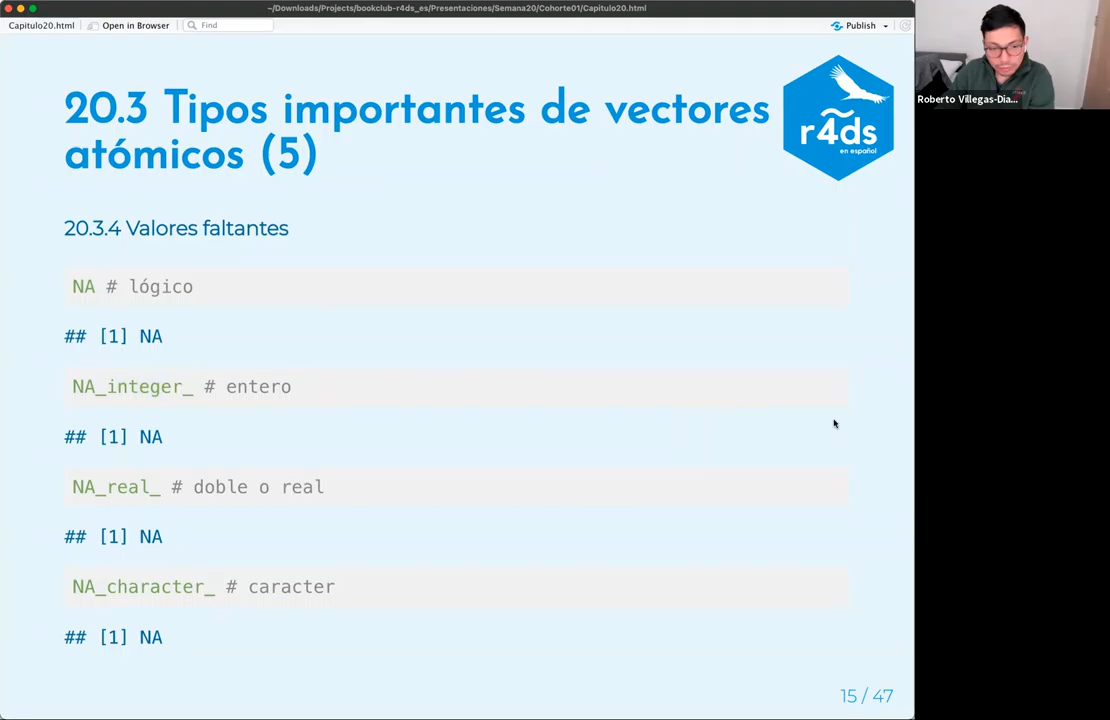 ~/Downloads/Projects/bookclub-r4ds_es/Presentaciones/Semana20/Cohorte01/Capitulo20.html
Capitulo20.html
Open in Browser
Find
Publish
20.3 Tipos importantes de vectores
atómicos (5)
r4ds
en español
Roberto Villegas-Dia...
20.3.4 Valores faltantes
NA # lógico
## [1] NA
NA_integer_ # entero
## [1] NA
NA_real_ # doble o real
## [1] NA
NA_character_ # caracter
## [1] NA
15 / 47